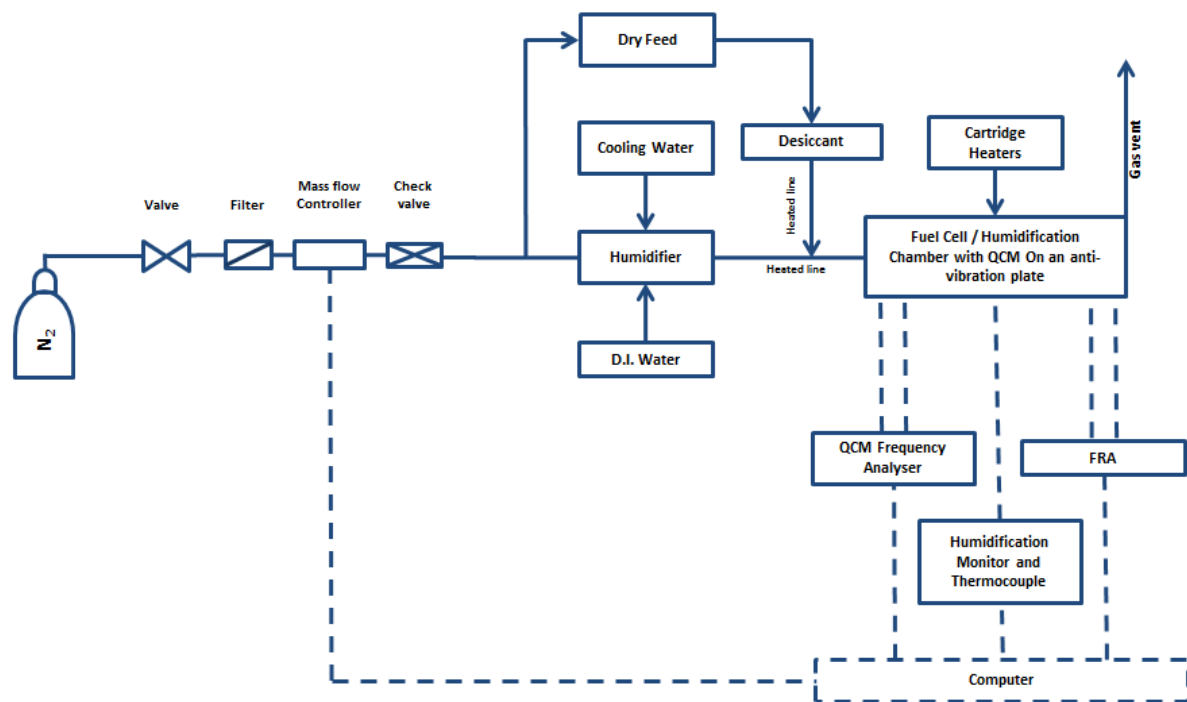 Dry Feed
Cooling Water
Desiccant
Cartridge
Heaters
Gas vent
Valve
Filter
Mass flow
Controller
Check
valve
Heated line
Humidifier
Heated line
Fuel Cell / Humidification
Chamber with QCM On an anti-
vibration plate
N₂
D.I. Water
QCM Frequency
Analyser
FRA
Humidification
Monitor and
Thermocouple
Computer